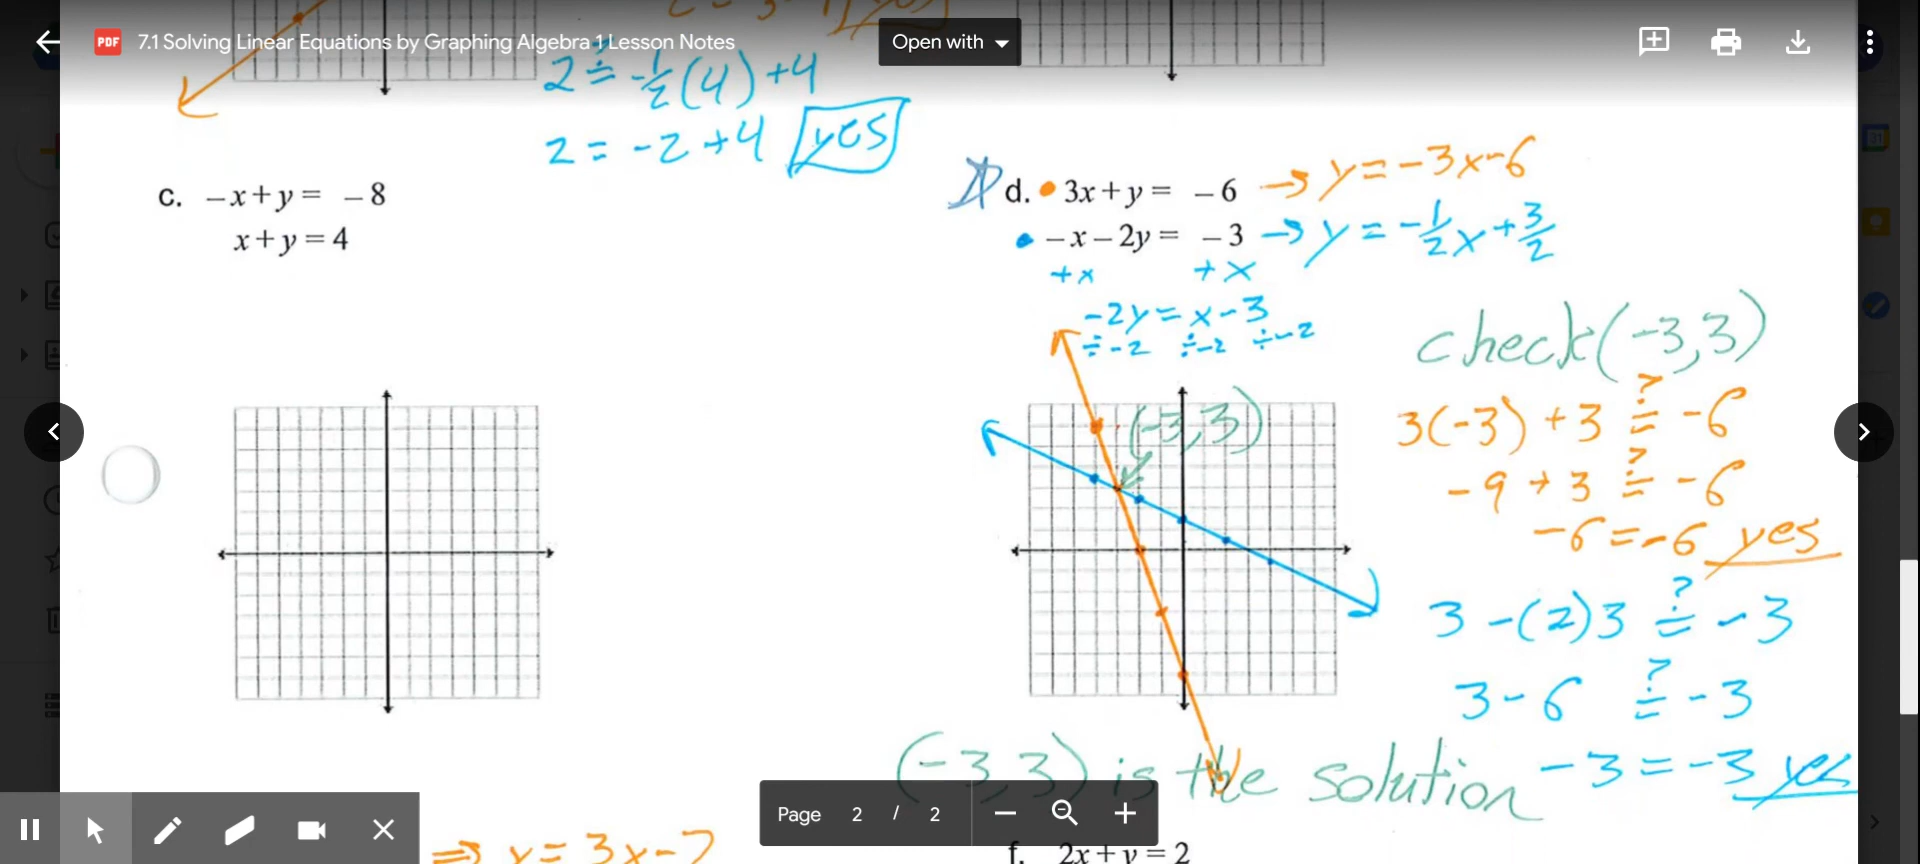 PDF 7.1 Solving Linear Equations by Graphing Algebra 1 Lesson Notes
Open with
2 ≟ -1/2 (4) + 4
2 = -2 + 4 yes
c. −x + y = − 8
x + y = 4
d. 3x + y = − 6 → y = -3x - 6
−x − 2y = − 3 → y = -1/2 x + 3/2
+x +x
-2y = x - 3
÷-2 ÷-2 ÷-2
check (-3,3)
(-3,3)
3(-3) + 3 ≟ -6
-9 + 3 ≟ -6
-6 = -6 yes
3 - (2)3 ≟ -3
3 - 6 ≟ -3
-3 = -3 yes
(-3,3) is the solution
Page 2 / 2
⇒ y = 3x - 7
f. 2x + y = 2
31